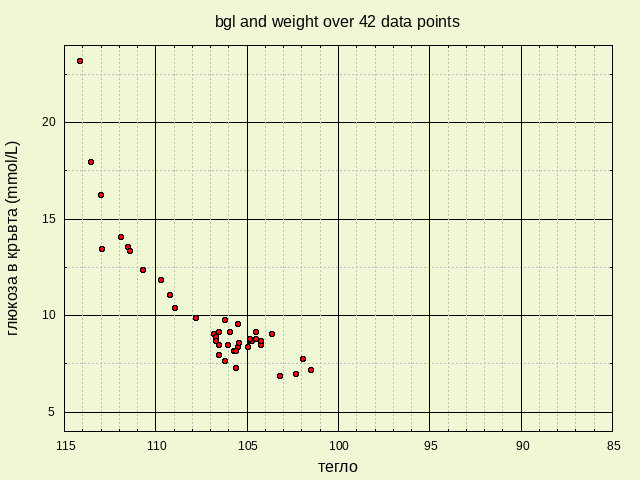 bgl and weight over 42 data points
глюкоза в кръвта (mmol/L)
20
15
10
5
115 110 105 100 95 90 85
тегло